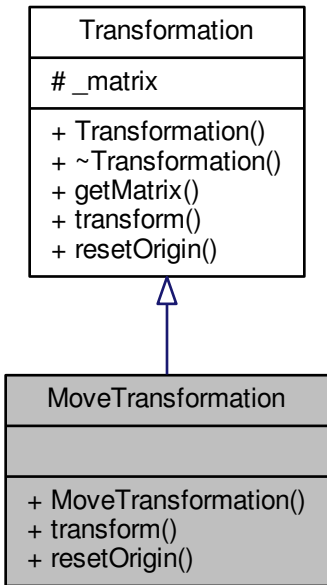 Transformation
# _matrix
+ Transformation()
+ ~Transformation()
+ getMatrix()
+ transform()
+ resetOrigin()
MoveTransformation
+ MoveTransformation()
+ transform()
+ resetOrigin()